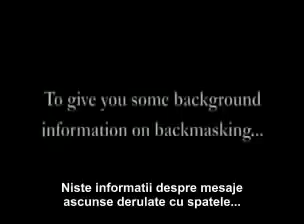 To give you some background
information on backmasking...
Niste informatii despre mesaje
ascunse derulate cu spatele...